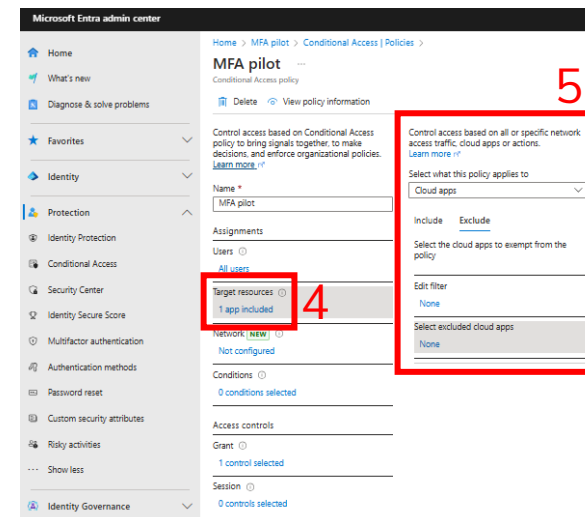 Microsoft Entra admin center
Home
What's new
Diagnose & solve problems
Favorites
Identity
Protection
Identity Protection
Conditional Access
Security Center
Identity Secure Score
Multifactor authentication
Authentication methods
Password reset
Custom security attributes
Risky activities
Show less
Identity Governance
Home > MFA pilot > Conditional Access | Policies >
MFA pilot
Conditional Access policy
Delete View policy information
Control access based on Conditional Access
policy to bring signals together, to make
decisions, and enforce organizational policies.
Learn more
Name *
MFA pilot
Assignments
Users
All users
Target resources
1 app included
4
Network NEW
Not configured
Conditions
0 conditions selected
Access controls
Grant
1 control selected
Session
0 controls selected
5
Control access based on all or specific network
access traffic, cloud apps or actions.
Learn more
Select what this policy applies to
Cloud apps
Include Exclude
Select the cloud apps to exempt from the
policy
Edit filter
None
Select excluded cloud apps
None